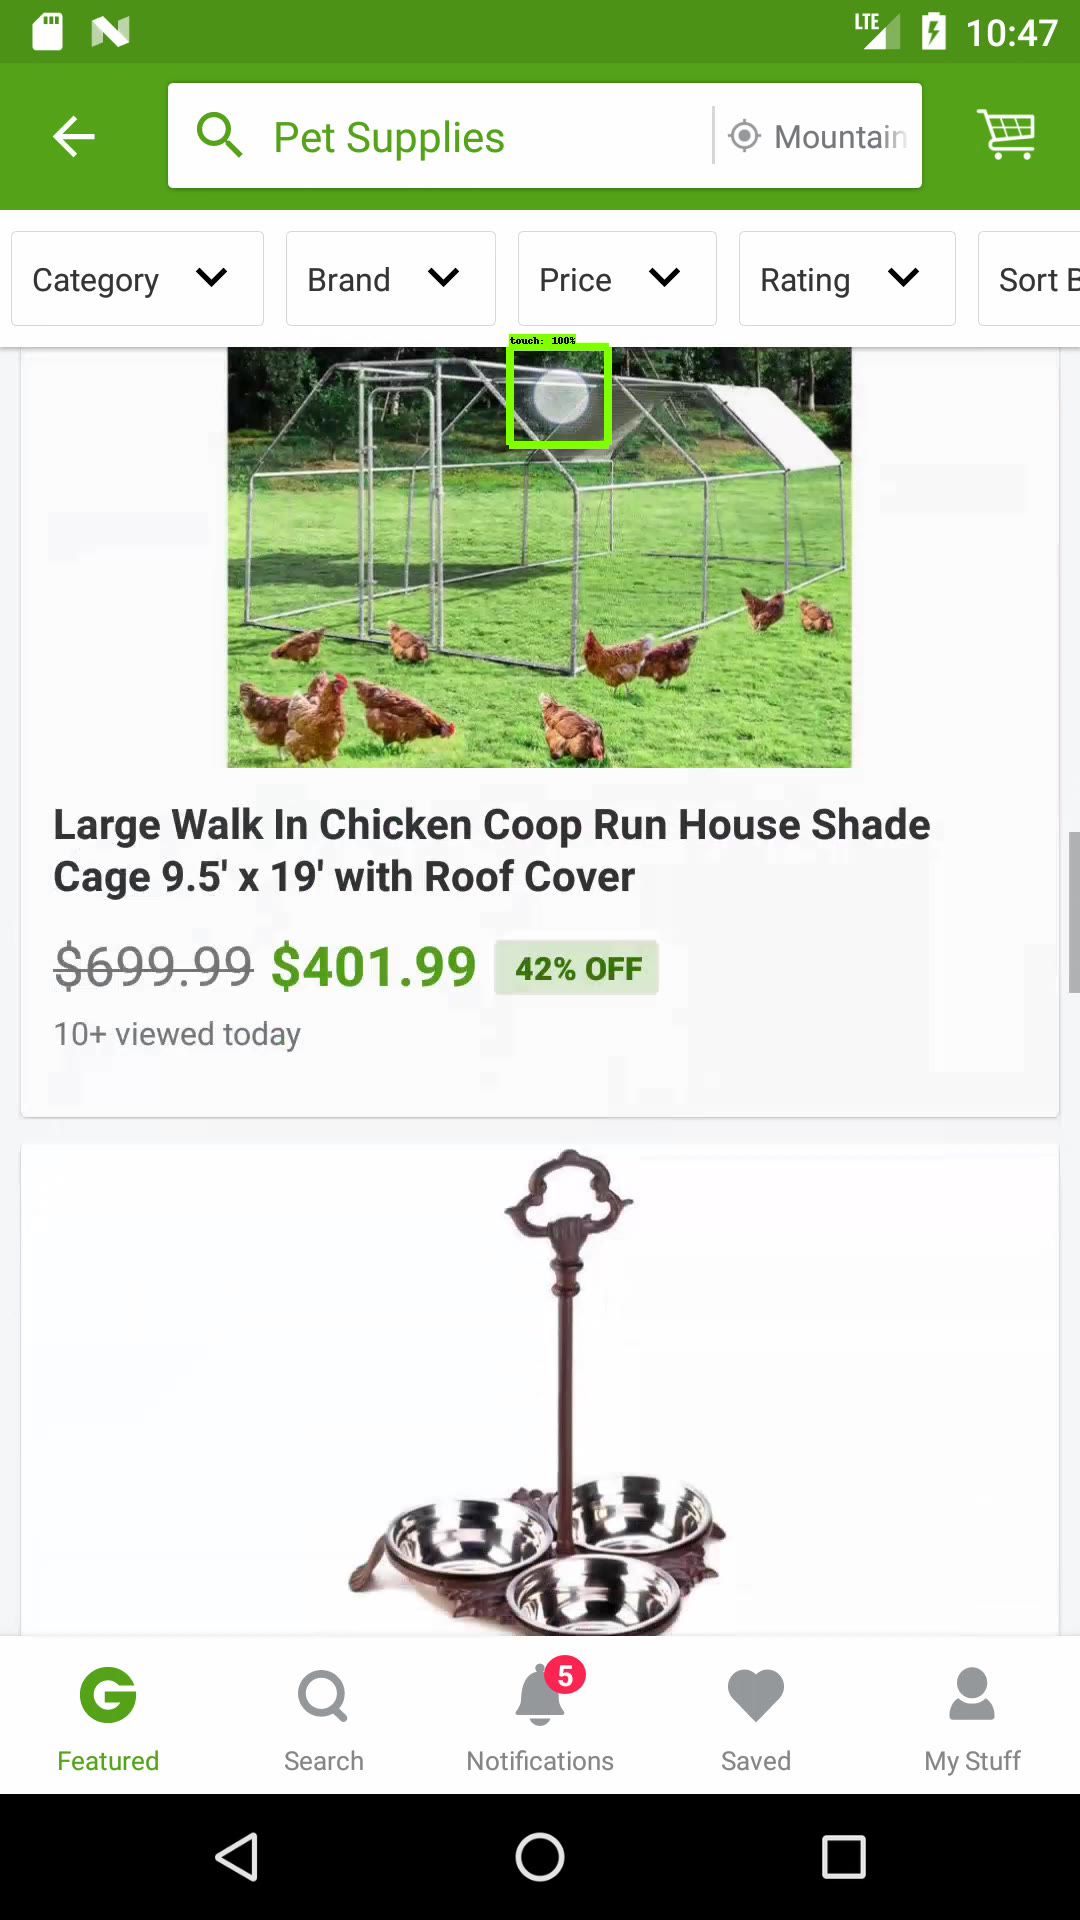 LTE 10:47
Pet Supplies Mountain
Category Brand Price Rating Sort B
touch: 100%
Large Walk In Chicken Coop Run House Shade
Cage 9.5' x 19' with Roof Cover
$699.99 $401.99 42% OFF
10+ viewed today
5
Featured Search Notifications Saved My Stuff